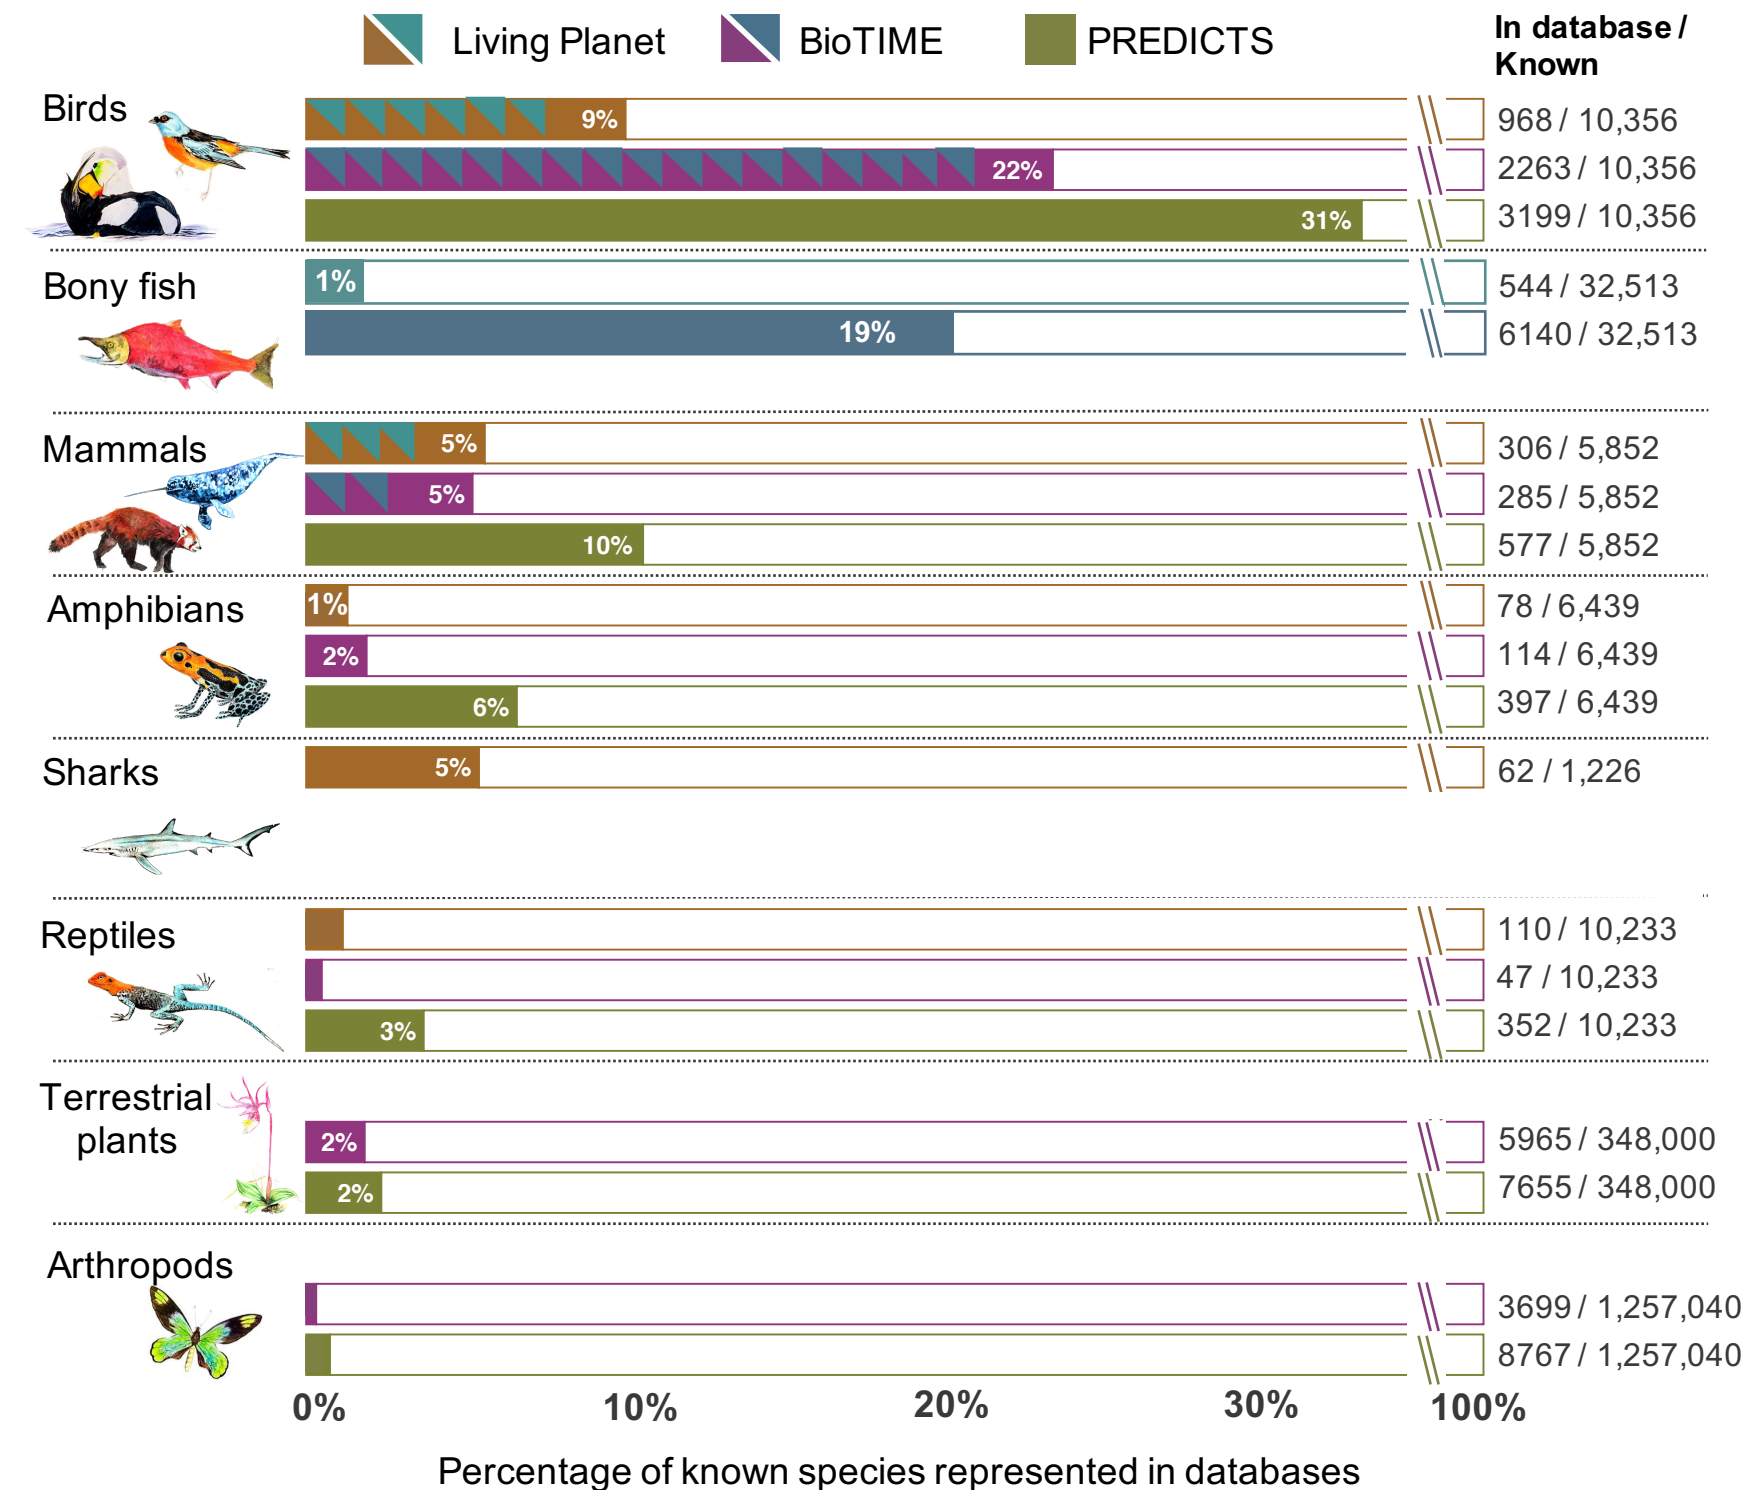 Living Planet
BioTIME
PREDICTS
In database /
Known
Birds
9%
968 / 10,356
22%
2263 / 10,356
31%
3199 / 10,356
Bony fish
1%
544 / 32,513
19%
6140 / 32,513
Mammals
5%
306 / 5,852
5%
285 / 5,852
10%
577 / 5,852
Amphibians
1%
78 / 6,439
2%
114 / 6,439
6%
397 / 6,439
Sharks
5%
62 / 1,226
Reptiles
110 / 10,233
47 / 10,233
3%
352 / 10,233
Terrestrial
plants
2%
5965 / 348,000
2%
7655 / 348,000
Arthropods
3699 / 1,257,040
8767 / 1,257,040
0% 10% 20% 30% 100%
Percentage of known species represented in databases